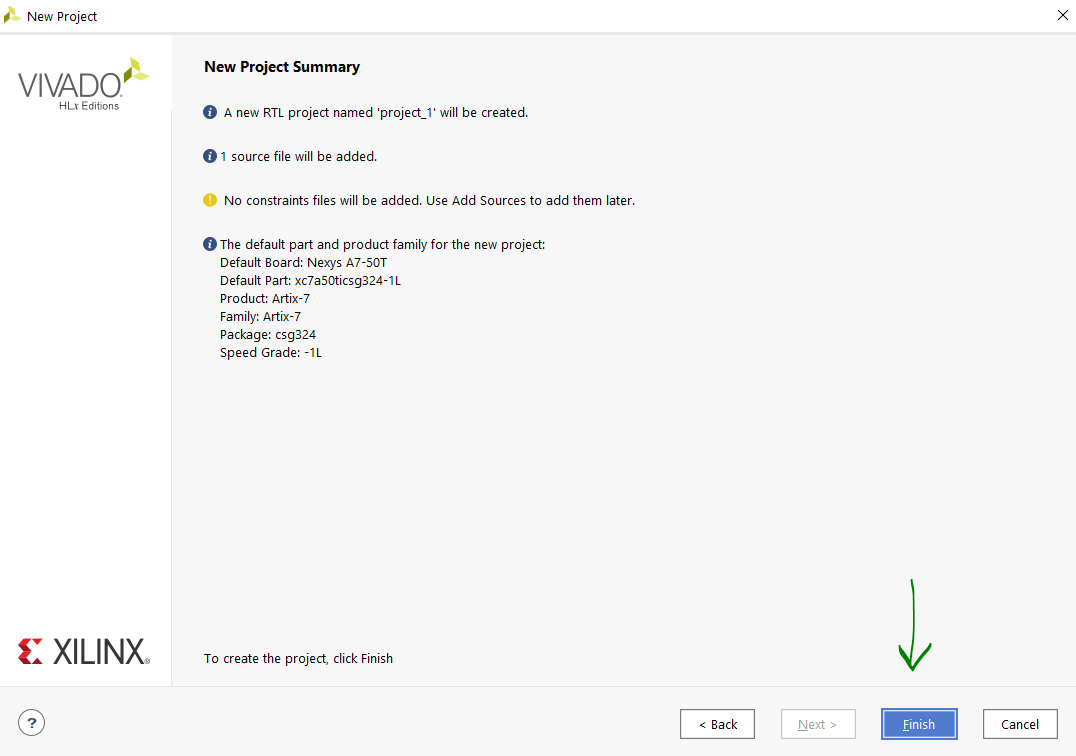 New Project
VIVADO
HLx Editions
New Project Summary
A new RTL project named 'project_1' will be created.
1 source file will be added.
No constraints files will be added. Use Add Sources to add them later.
The default part and product family for the new project:
Default Board: Nexys A7-50T
Default Part: xc7a50ticsg324-1L
Product: Artix-7
Family: Artix-7
Package: csg324
Speed Grade: -1L
XILINX®
To create the project, click Finish
?
< Back
Next >
Finish
Cancel